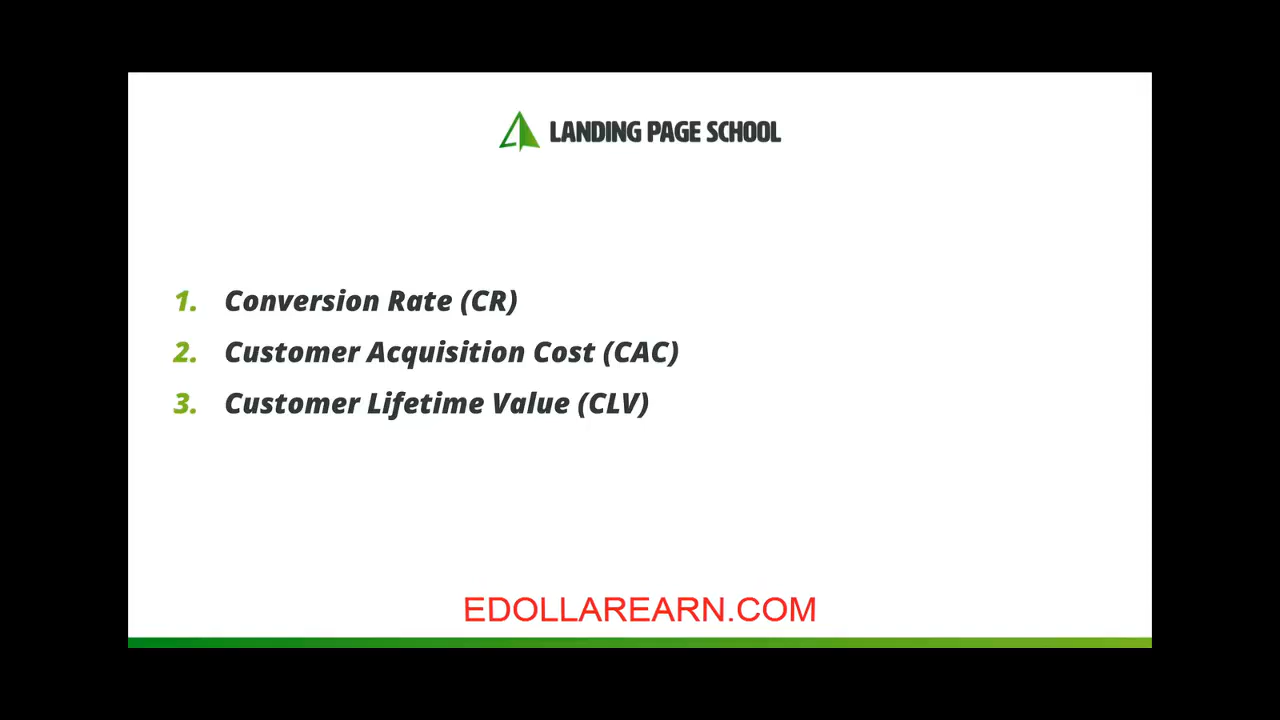 LANDING PAGE SCHOOL
1. Conversion Rate (CR)
2. Customer Acquisition Cost (CAC)
3. Customer Lifetime Value (CLV)
EDOLLAREARN.COM